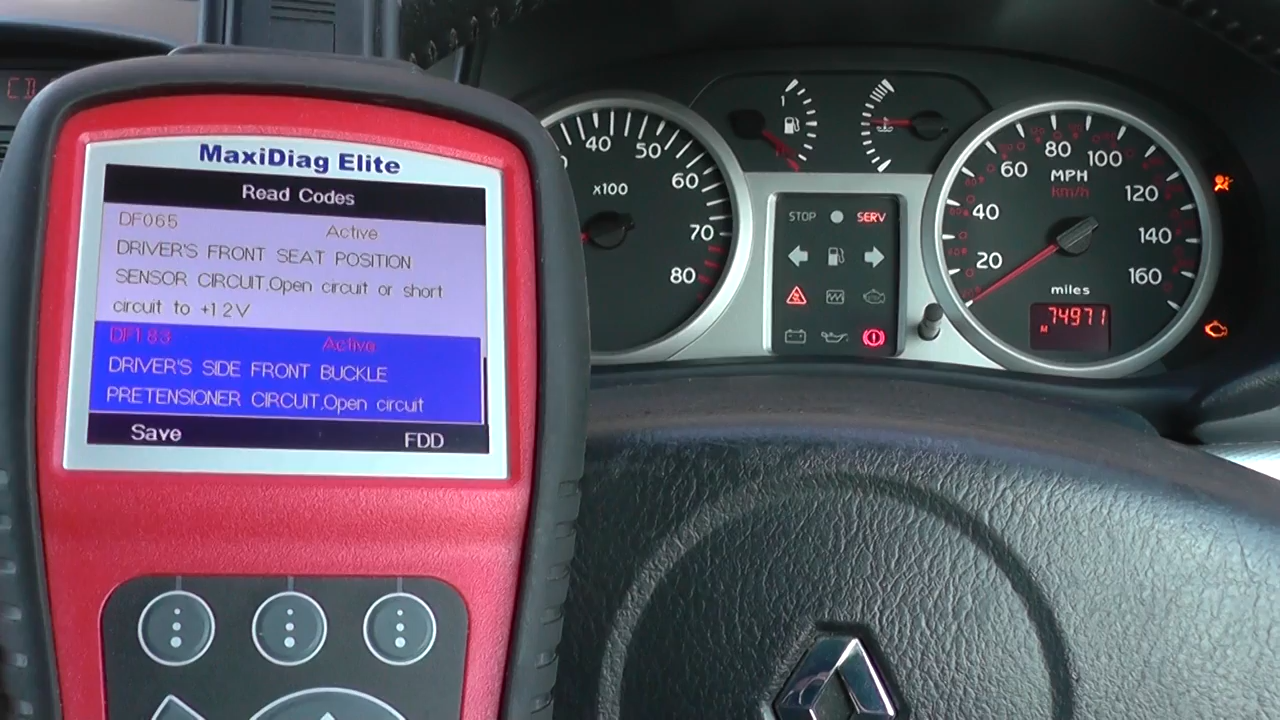 MaxiDiag Elite
Read Codes
DF065 Active
DRIVER'S FRONT SEAT POSITION
SENSOR CIRCUIT,Open circuit or short
circuit to +12V
DF183 Active
DRIVER'S SIDE FRONT BUCKLE
PRETENSIONER CIRCUIT,Open circuit
Save FDD
CD
40
50
60
70
80
x100
1
STOP SERV
20
40
60
80
100
120
140
160
MPH
km/h
miles
M 74971